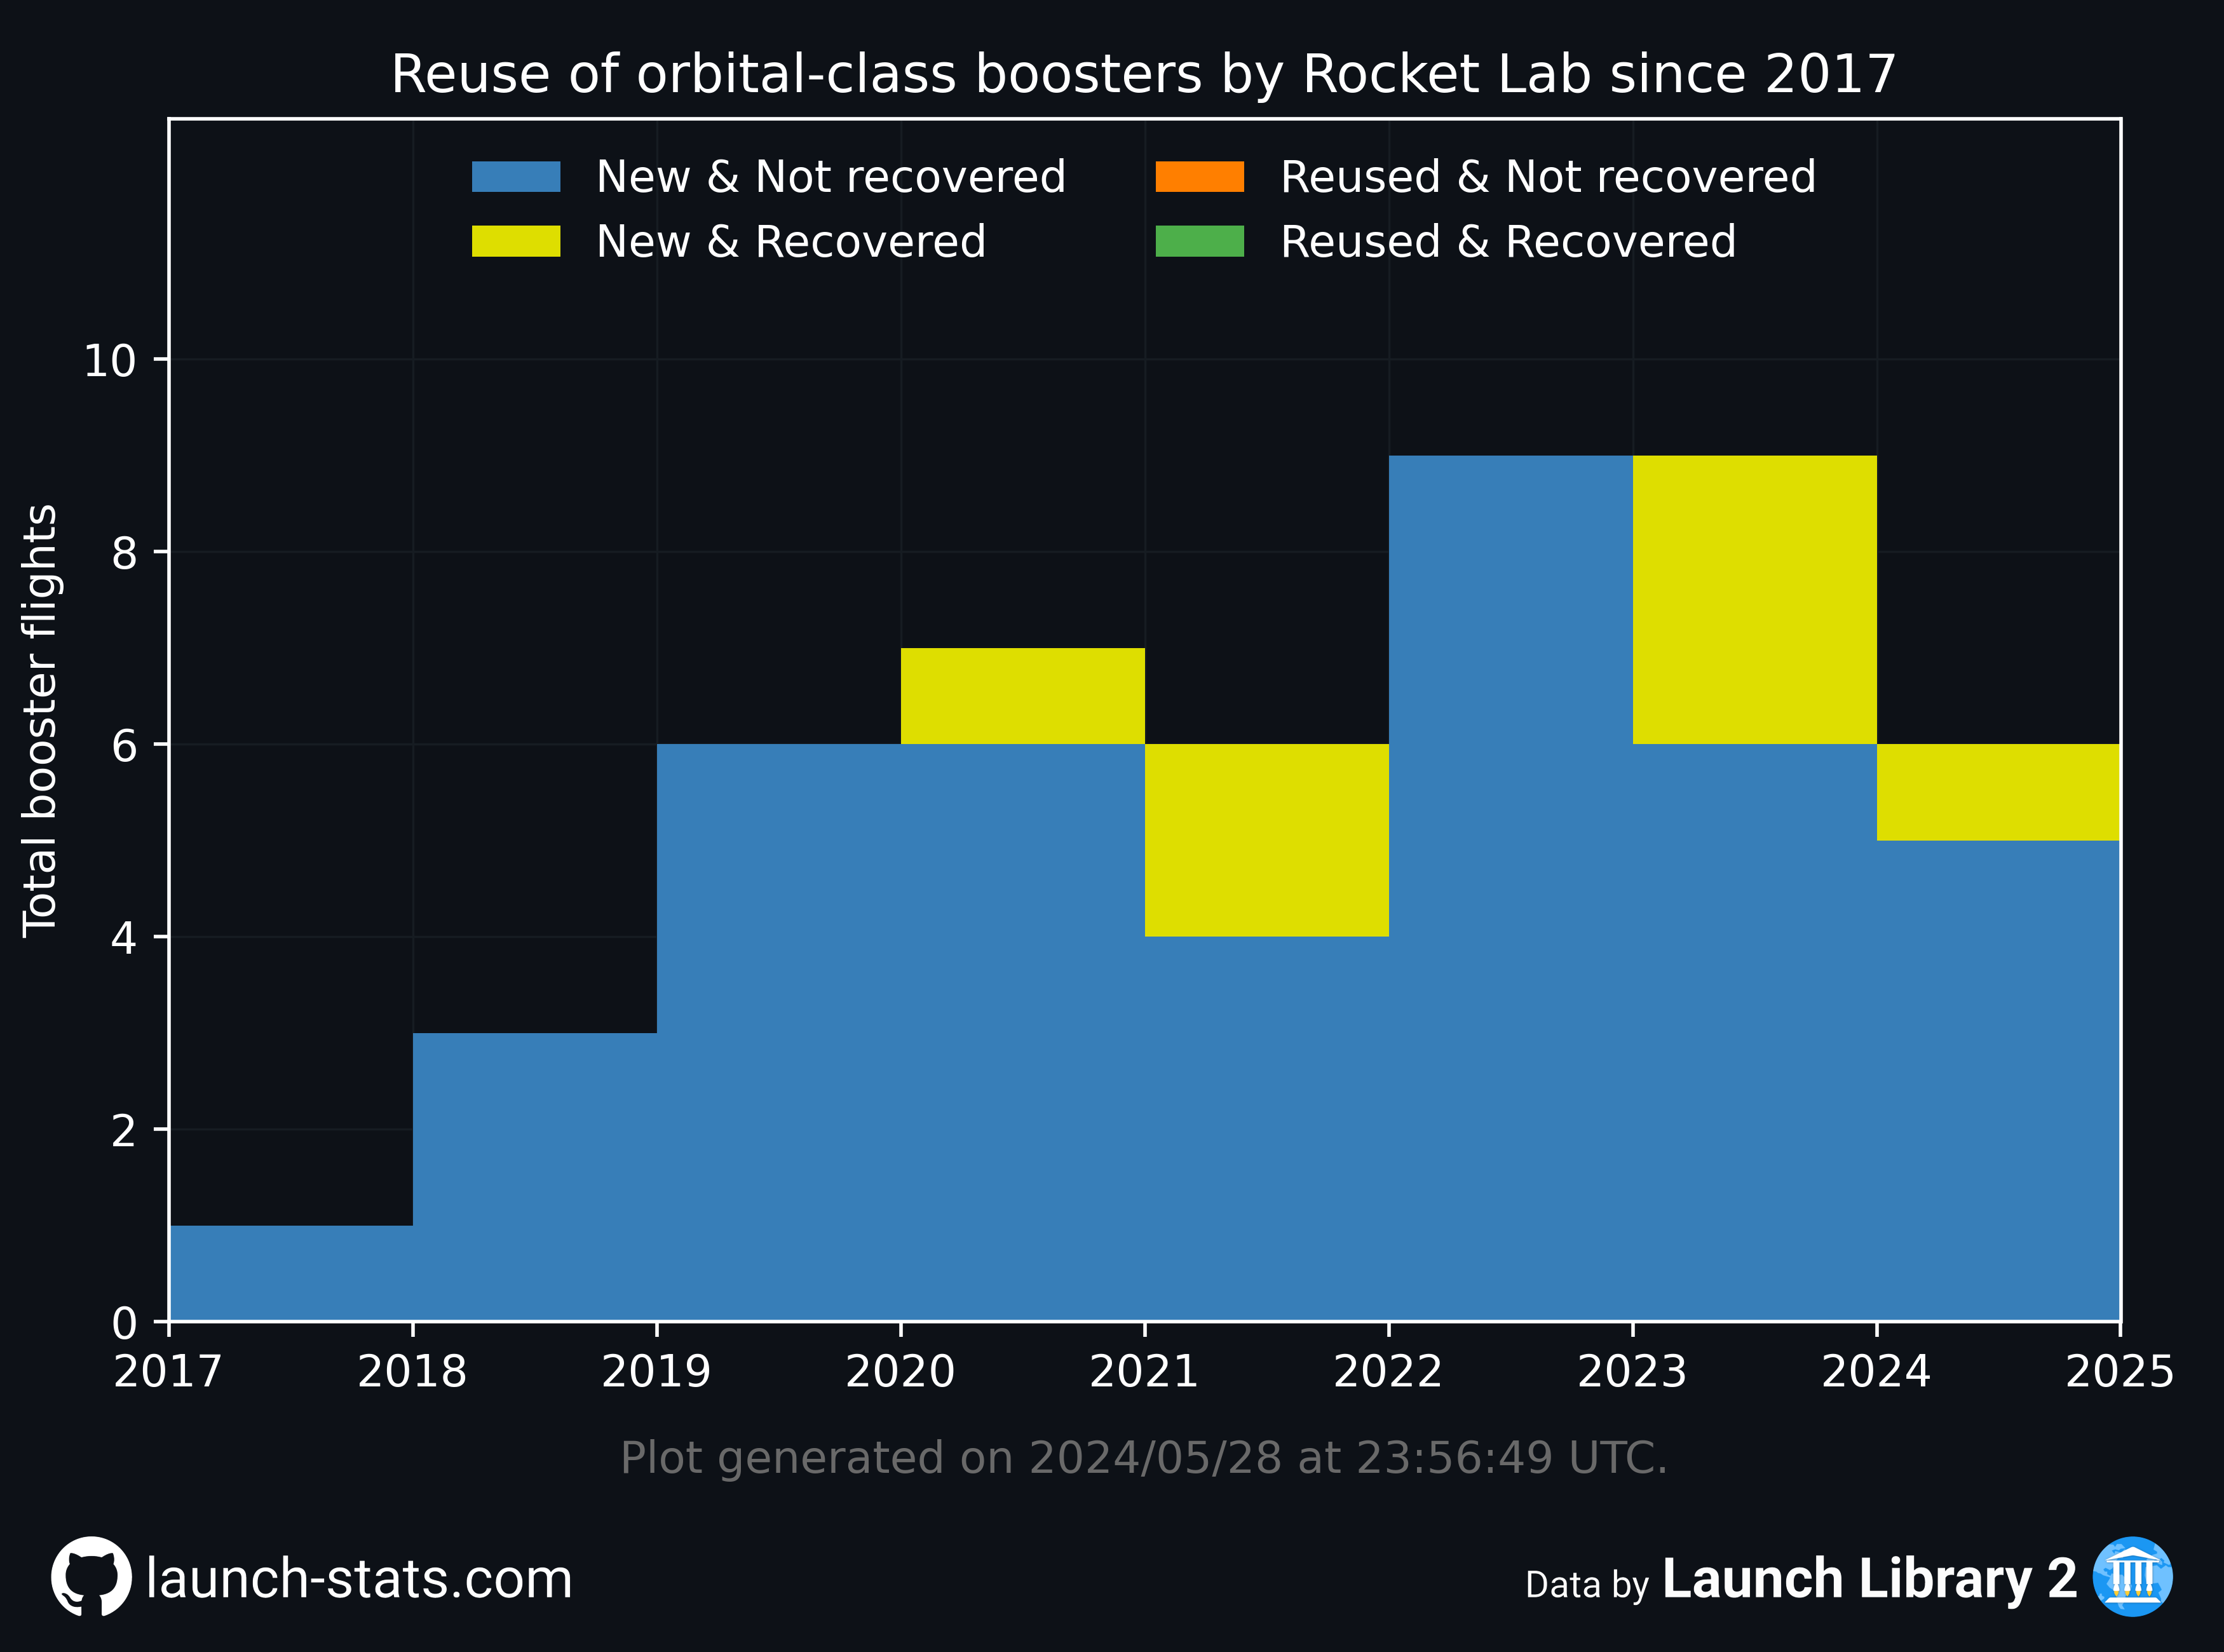 Reuse of orbital-class boosters by Rocket Lab since 2017
New & Not recovered
New & Recovered
Reused & Not recovered
Reused & Recovered
Total booster flights
10
8
6
4
2
0
2017 2018 2019 2020 2021 2022 2023 2024 2025
Plot generated on 2024/05/28 at 23:56:49 UTC.
launch-stats.com
Data by Launch Library 2